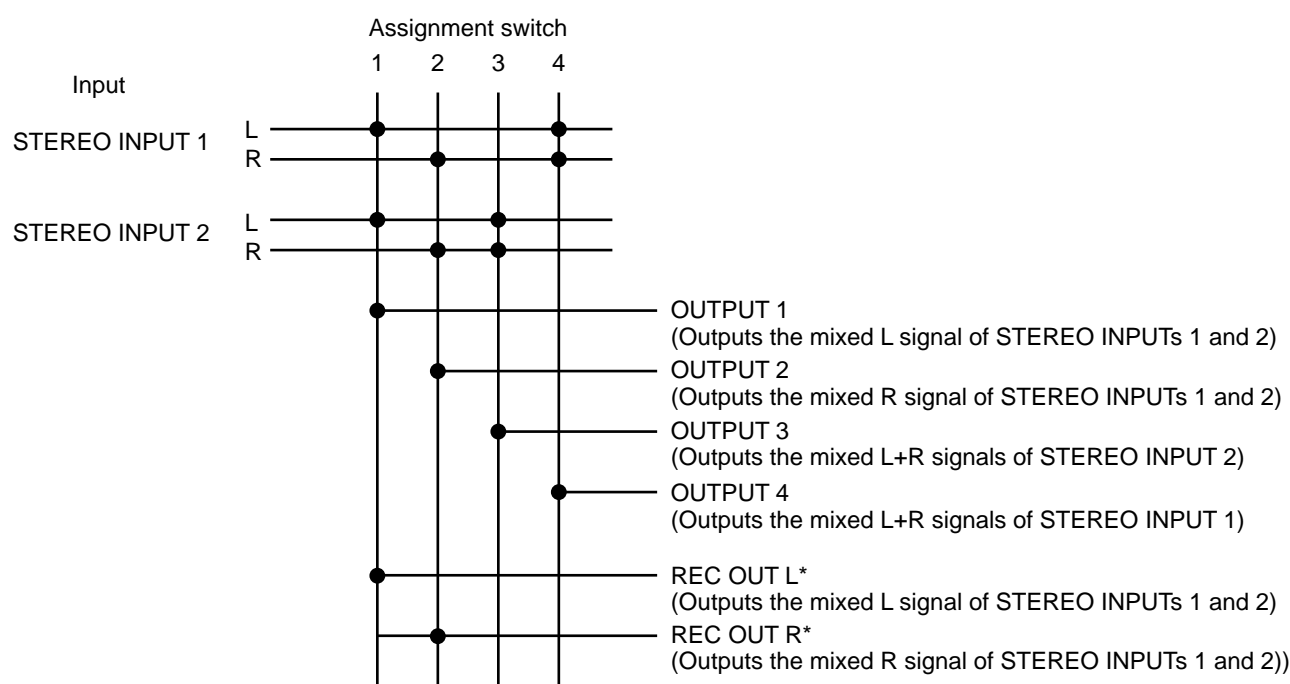 Assignment switch
1 2 3 4
Input
STEREO INPUT 1
L
R
STEREO INPUT 2
L
R
OUTPUT 1
(Outputs the mixed L signal of STEREO INPUTs 1 and 2)
OUTPUT 2
(Outputs the mixed R signal of STEREO INPUTs 1 and 2)
OUTPUT 3
(Outputs the mixed L+R signals of STEREO INPUT 2)
OUTPUT 4
(Outputs the mixed L+R signals of STEREO INPUT 1)
REC OUT L*
(Outputs the mixed L signal of STEREO INPUTs 1 and 2)
REC OUT R*
(Outputs the mixed R signal of STEREO INPUTs 1 and 2))